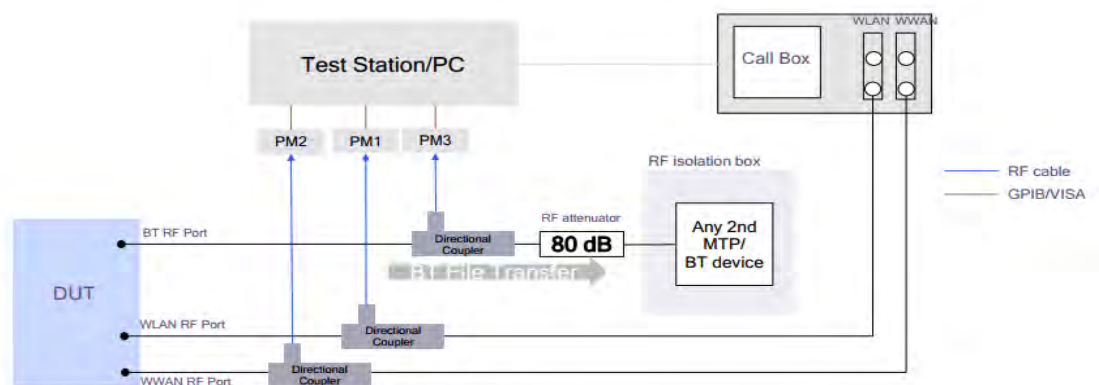 WLAN WWAN
Call Box
Test Station/PC
PM2
PM1
PM3
RF isolation box
RF cable
GPIB/VISA
BT RF Port
Directional
Coupler
RF attenuator
80 dB
Any 2nd
MTP/
BT device
BT File Transfer
DUT
WLAN RF Port
Directional
Coupler
WWAN RF Port
Directional
Coupler